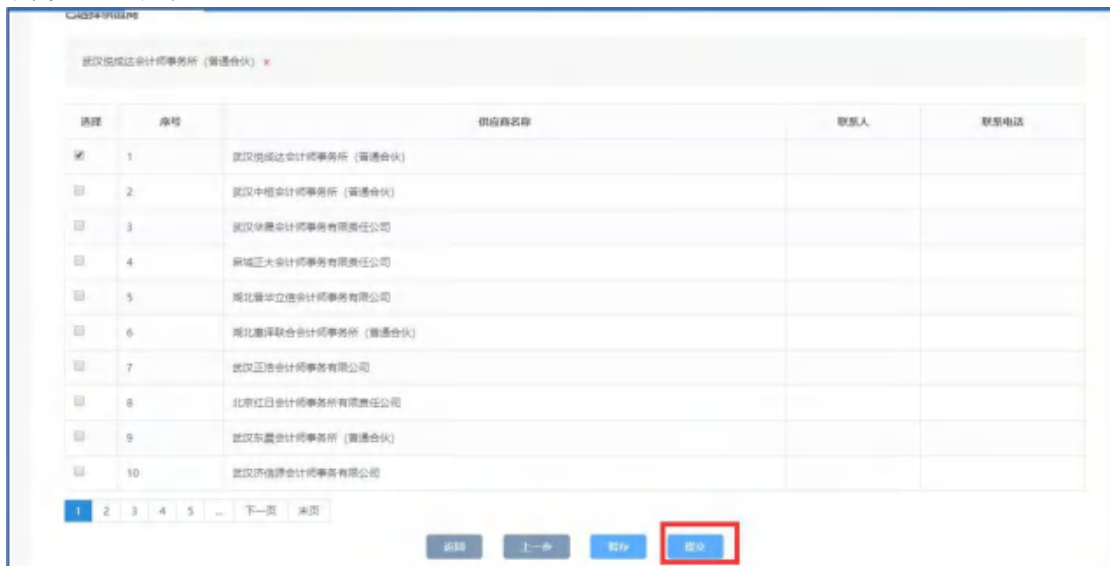 已选择供应商
武汉悦成达会计师事务所（普通合伙） ×
选择 序号 供应商名称 联系人 联系电话
1 武汉悦成达会计师事务所（普通合伙）
2 武汉中恒会计师事务所（普通合伙）
3 武汉华晟会计师事务有限责任公司
4 麻城正大会计师事务有限责任公司
5 湖北晋华立信会计师事务有限公司
6 湖北惠泽联合会计师事务所（普通合伙）
7 武汉正浩会计师事务有限公司
8 北京红日会计师事务所有限责任公司
9 武汉东晨会计师事务所（普通合伙）
10 武汉济信源会计师事务有限公司
1 2 3 4 5 ... 下一页 末页
返回 上一步 暂存 提交